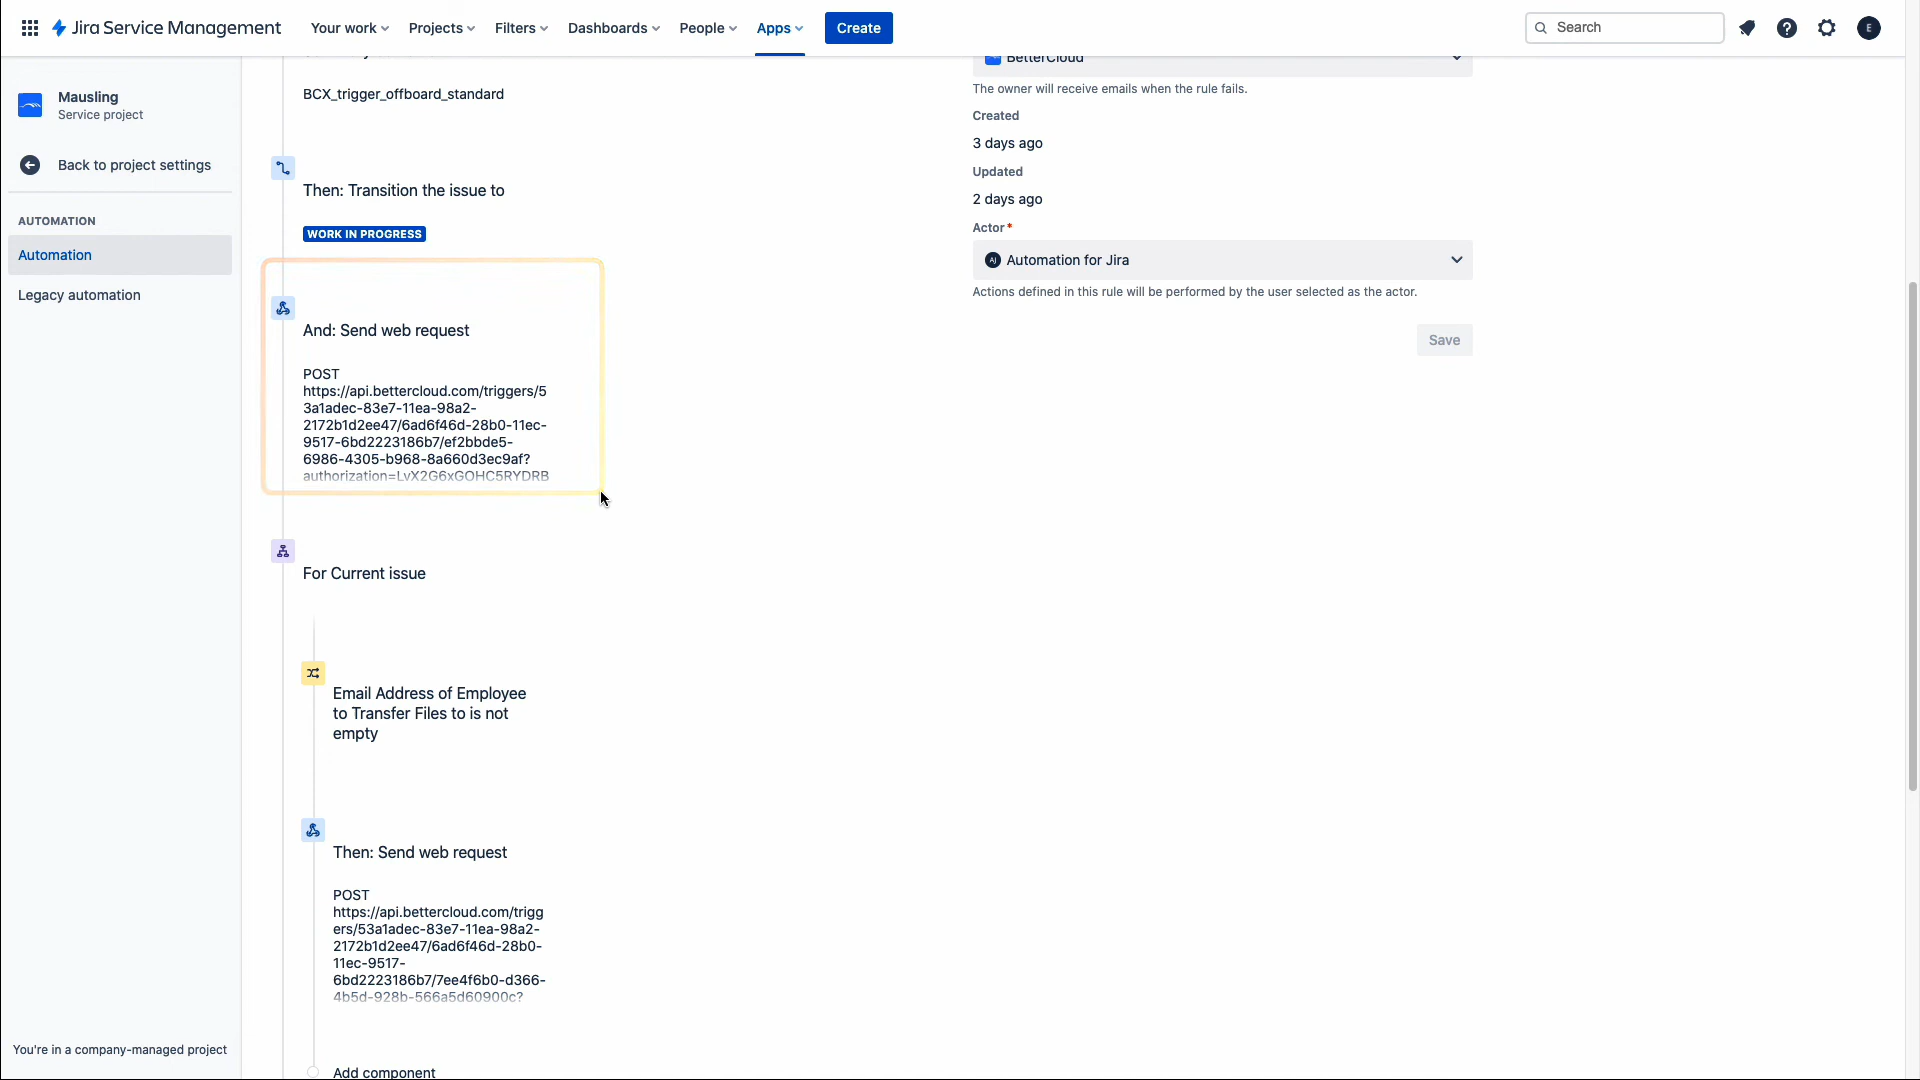 Jira Service Management
Your work
Projects
Filters
Dashboards
People
Apps
Create
Search
E
Mausling
Service project
Back to project settings
AUTOMATION
Automation
Legacy automation
You're in a company-managed project
BCX_trigger_offboard_standard
Then: Transition the issue to
WORK IN PROGRESS
And: Send web request
POST
https://api.bettercloud.com/triggers/5
3a1adec-83e7-11ea-98a2-
2172b1d2ee47/6ad6f46d-28b0-11ec-
9517-6bd2223186b7/ef2bbde5-
6986-4305-b968-8a660d3ec9af?
authorization=LvX2G6xGOHC5RYDRB
For Current issue
Email Address of Employee
to Transfer Files to is not
empty
Then: Send web request
POST
https://api.bettercloud.com/trigg
ers/53a1adec-83e7-11ea-98a2-
2172b1d2ee47/6ad6f46d-28b0-
11ec-9517-
6bd2223186b7/7ee4f6b0-d366-
4b5d-928b-566a5d60900c?
Add component
BetterCloud
The owner will receive emails when the rule fails.
Created
3 days ago
Updated
2 days ago
Actor*
AJ Automation for Jira
Actions defined in this rule will be performed by the user selected as the actor.
Save